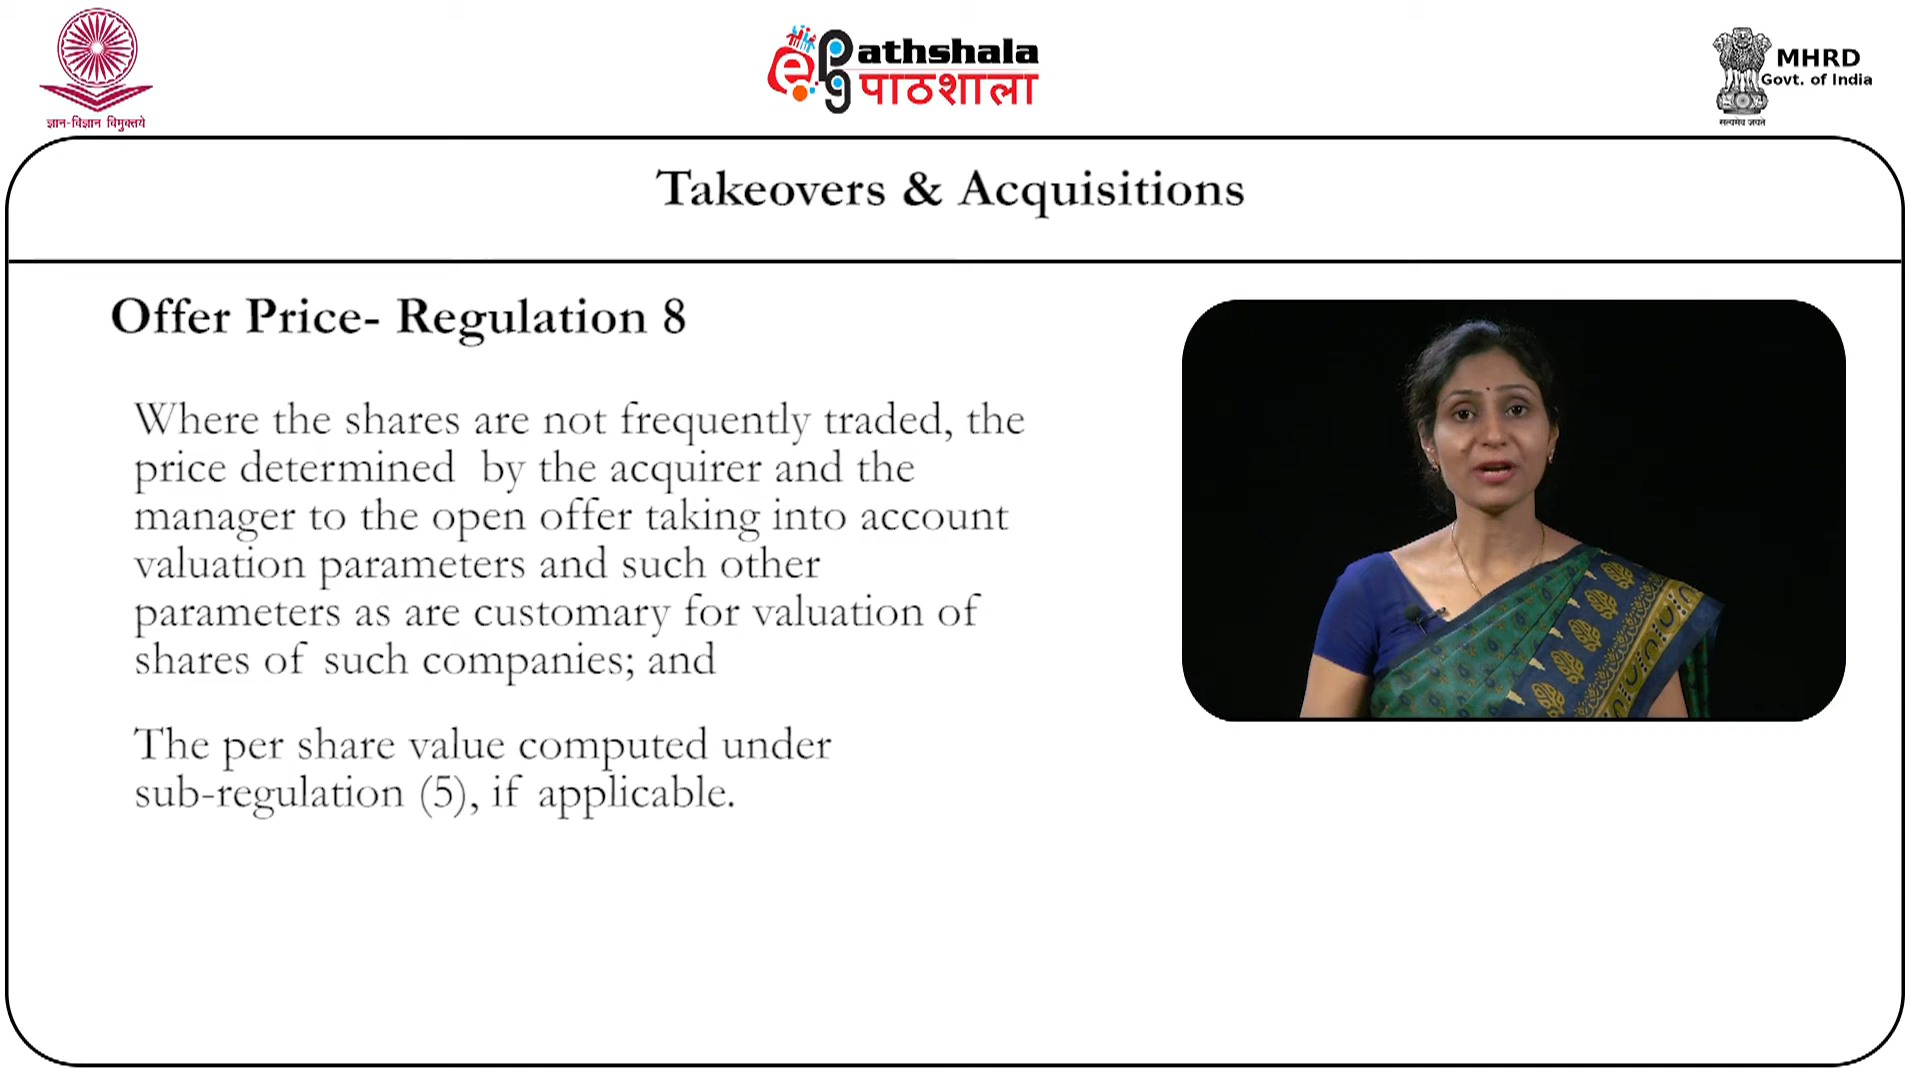 ज्ञान-विज्ञान विमुक्तये
ePathshala
पाठशाला
MHRD
Govt. of India
सत्यमेव जयते
Takeovers & Acquisitions
Offer Price- Regulation 8
Where the shares are not frequently traded, the
price determined by the acquirer and the
manager to the open offer taking into account
valuation parameters and such other
parameters as are customary for valuation of
shares of such companies; and
The per share value computed under
sub-regulation (5), if applicable.